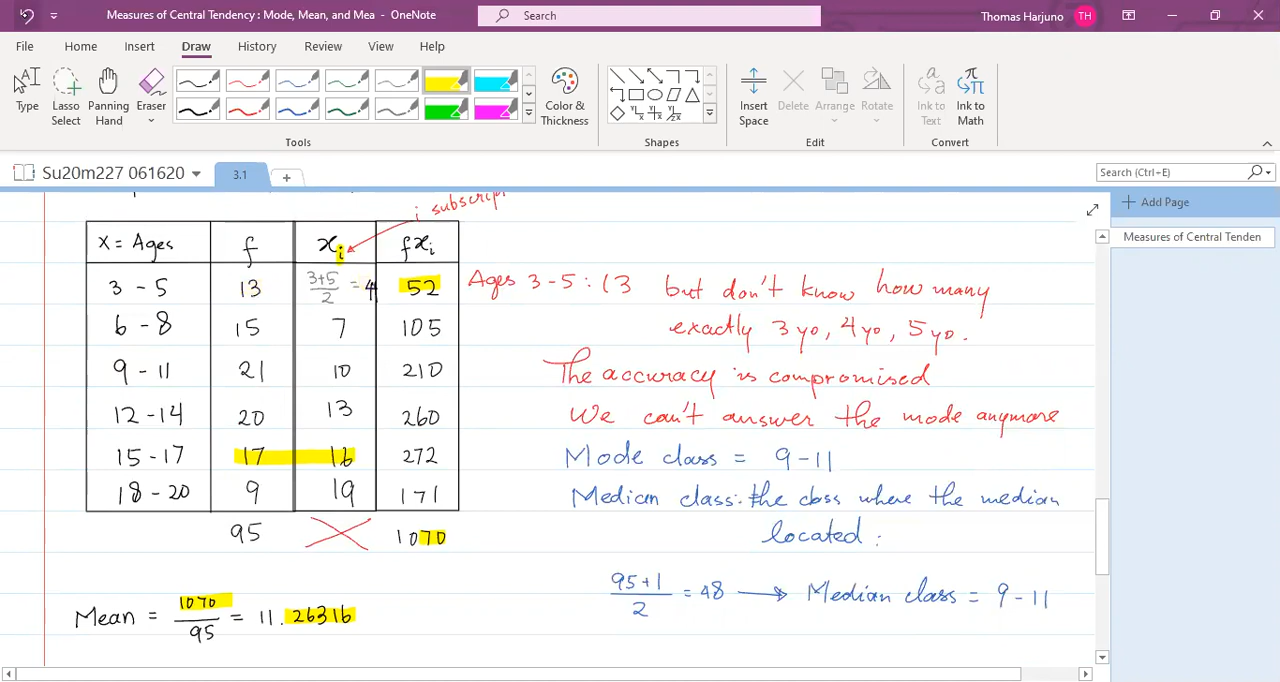 Measures of Central Tendency : Mode, Mean, and Mea - OneNote
Search
Thomas Harjuno TH
File Home Insert Draw History Review View Help
Type
Lasso Select
Panning Hand
Eraser
Color & Thickness
Insert Space
Delete
Arrange
Rotate
Ink to Text
Ink to Math
Tools Shapes Edit Convert
Su20m227 061620
3.1
Search (Ctrl+E)
Add Page
Measures of Central Tenden
i subscript
x = Ages f xi fxi
3 - 5 13 3+5/2 = 4 52
6 - 8 15 7 105
9 - 11 21 10 210
12 - 14 20 13 260
15 - 17 17 16 272
18 - 20 9 19 171
95 1070
Mean = 1070/95 = 11.26316
Ages 3 - 5 : 13 but don't know how many
exactly 3 yo, 4 yo, 5 yo.
The accuracy is compromised
We can't answer the mode anymore
Mode class = 9 - 11
Median class: the class where the median
located :
95+1/2 = 48 → Median class = 9 - 11